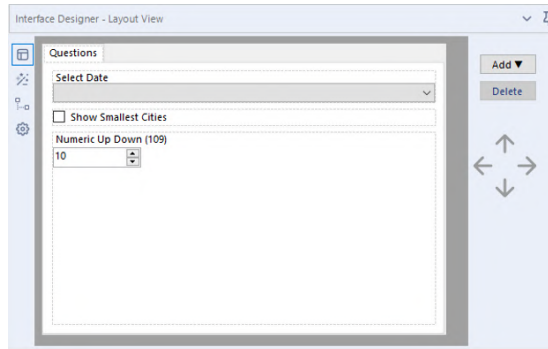 Interface Designer - Layout View
Questions
Add ▼
Select Date
Delete
Show Smallest Cities
Numeric Up Down (109)
10